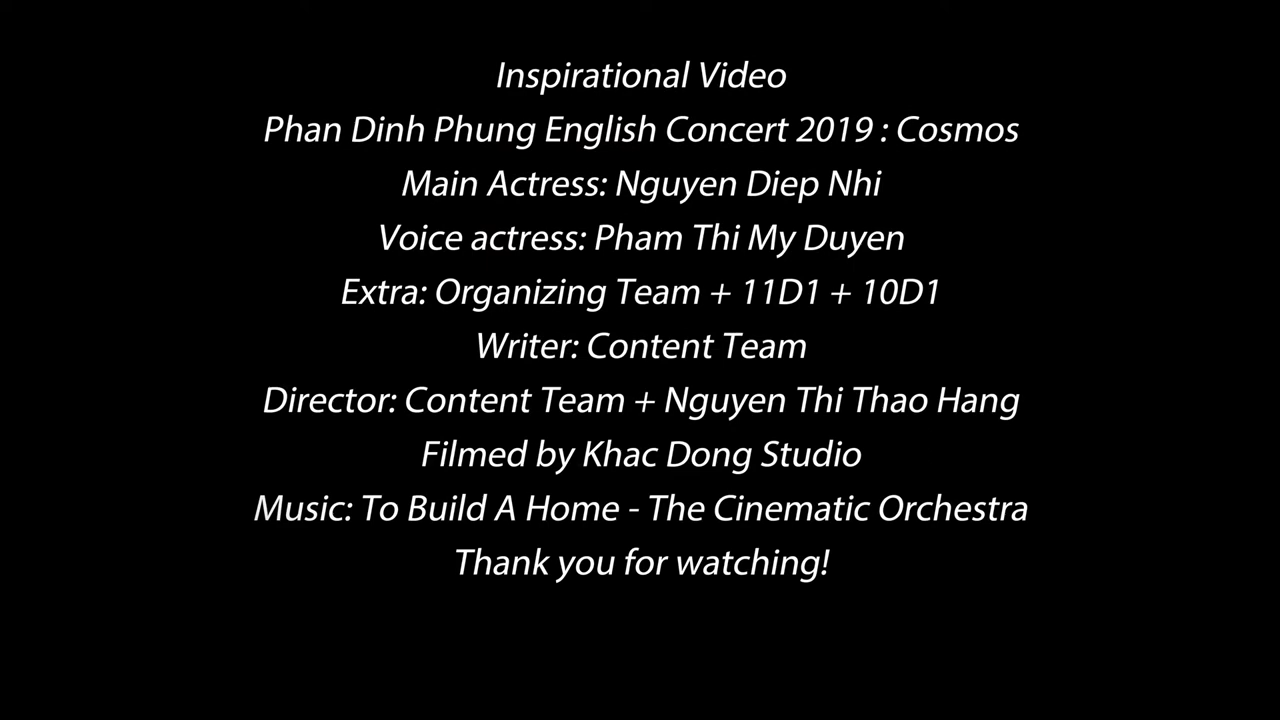 Inspirational Video
Phan Dinh Phung English Concert 2019 : Cosmos
Main Actress: Nguyen Diep Nhi
Voice actress: Pham Thi My Duyen
Extra: Organizing Team + 11D1 + 10D1
Writer: Content Team
Director: Content Team + Nguyen Thi Thao Hang
Filmed by Khac Dong Studio
Music: To Build A Home - The Cinematic Orchestra
Thank you for watching!